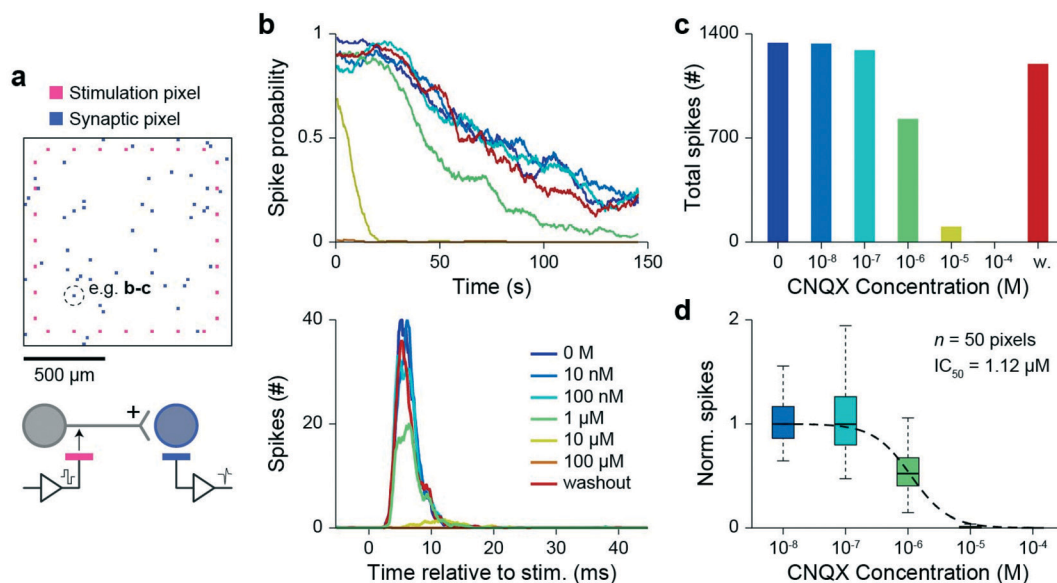 a
Stimulation pixel
Synaptic pixel
e.g. b-c
500 µm
+
b
Spike probability
1
0.5
0
0
50
100
150
Time (s)
Spikes (#)
40
20
0
0
10
20
30
40
Time relative to stim. (ms)
0 M
10 nM
100 nM
1 µM
10 µM
100 µM
washout
c
Total spikes (#)
1400
700
0
0
10⁻⁸
10⁻⁷
10⁻⁶
10⁻⁵
10⁻⁴
w.
CNQX Concentration (M)
d
n = 50 pixels
IC₅₀ = 1.12 µM
Norm. spikes
2
1
0
10⁻⁸
10⁻⁷
10⁻⁶
10⁻⁵
10⁻⁴
CNQX Concentration (M)